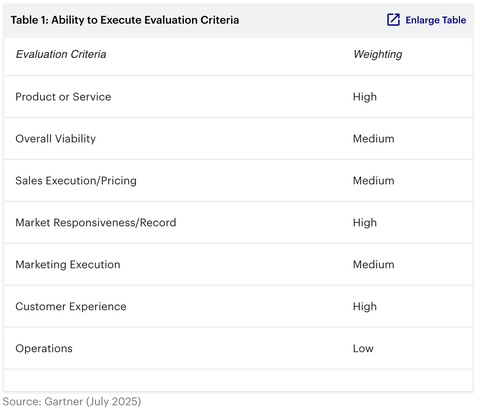 Table 1: Ability to Execute Evaluation Criteria Enlarge Table
Evaluation Criteria Weighting
Product or Service High
Overall Viability Medium
Sales Execution/Pricing Medium
Market Responsiveness/Record High
Marketing Execution Medium
Customer Experience High
Operations Low
Source: Gartner (July 2025)